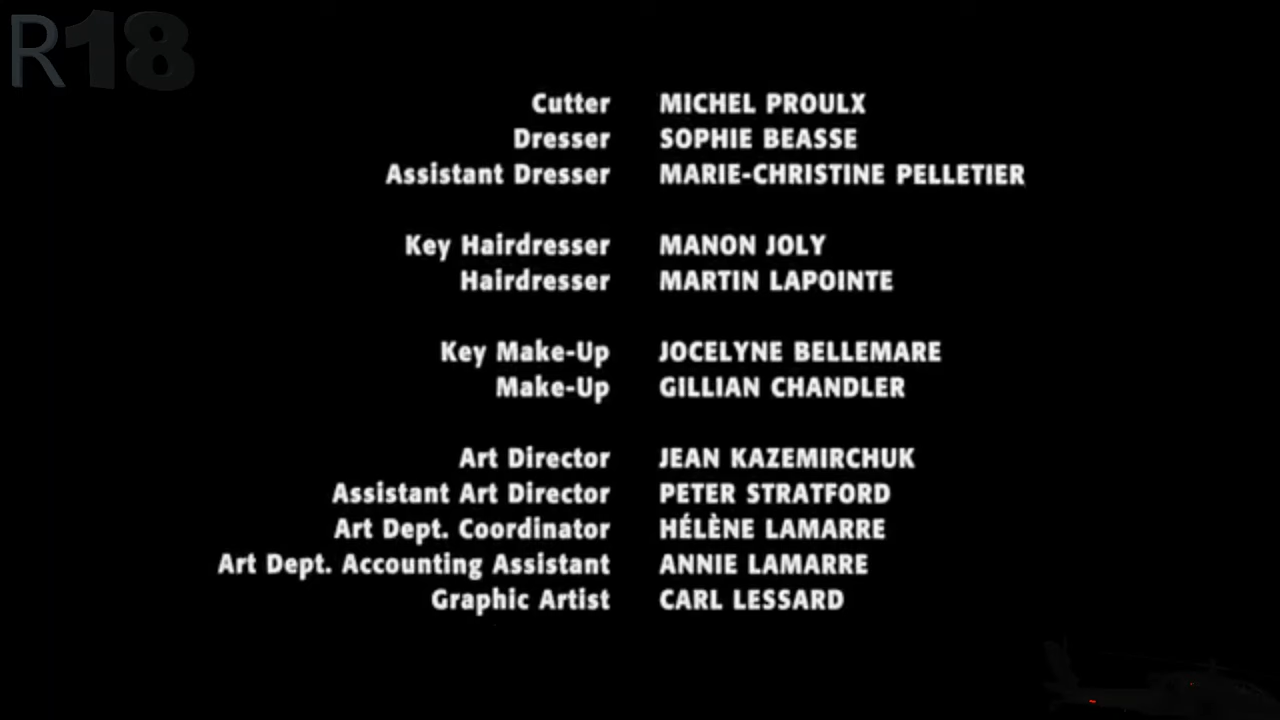 R18
Cutter MICHEL PROULX
Dresser SOPHIE BEASSE
Assistant Dresser MARIE-CHRISTINE PELLETIER
Key Hairdresser MANON JOLY
Hairdresser MARTIN LAPOINTE
Key Make-Up JOCELYNE BELLEMARE
Make-Up GILLIAN CHANDLER
Art Director JEAN KAZEMIRCHUK
Assistant Art Director PETER STRATFORD
Art Dept. Coordinator HÉLÈNE LAMARRE
Art Dept. Accounting Assistant ANNIE LAMARRE
Graphic Artist CARL LESSARD